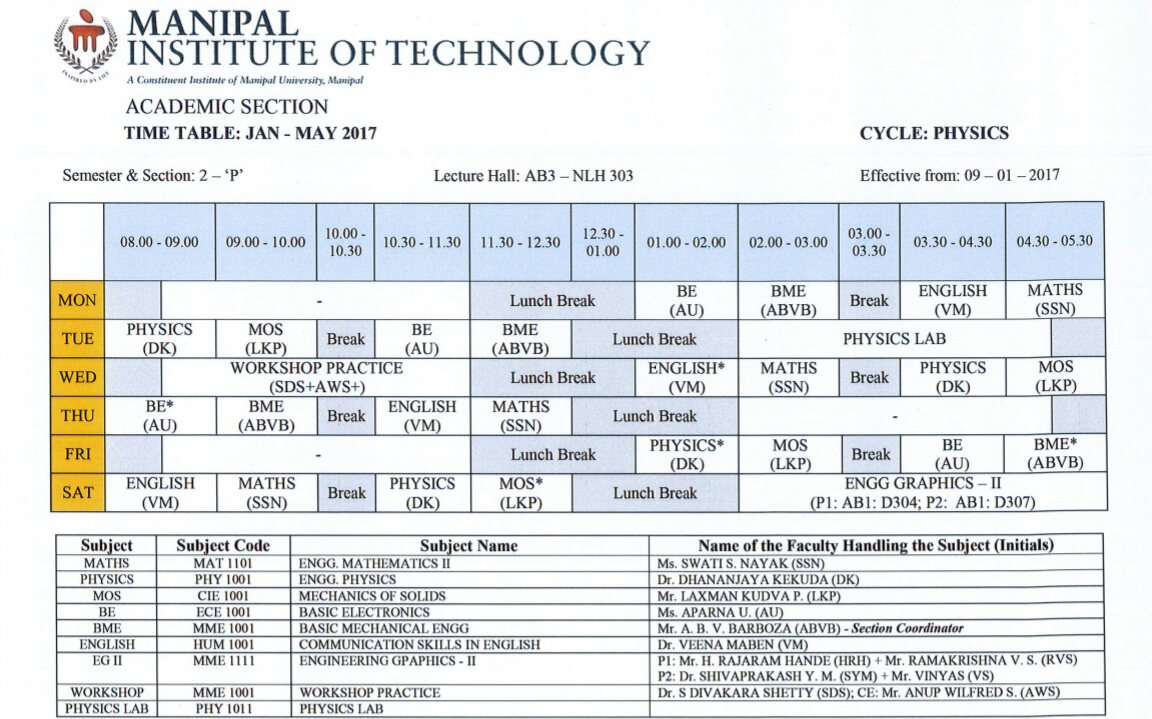 MANIPAL
INSTITUTE OF TECHNOLOGY
INSPIRED BY LIFE
A Constituent Institute of Manipal University, Manipal
ACADEMIC SECTION
TIME TABLE: JAN - MAY 2017 CYCLE: PHYSICS
Semester & Section: 2 – ‘P’ Lecture Hall: AB3 – NLH 303 Effective from: 09 – 01 – 2017
08.00 - 09.00 09.00 - 10.00 10.00 - 10.30 10.30 - 11.30 11.30 - 12.30 12.30 - 01.00 01.00 - 02.00 02.00 - 03.00 03.00 - 03.30 03.30 - 04.30 04.30 - 05.30
MON - Lunch Break BE (AU) BME (ABVB) Break ENGLISH (VM) MATHS (SSN)
TUE PHYSICS (DK) MOS (LKP) Break BE (AU) BME (ABVB) Lunch Break PHYSICS LAB
WED WORKSHOP PRACTICE (SDS+AWS+) Lunch Break ENGLISH* (VM) MATHS (SSN) Break PHYSICS (DK) MOS (LKP)
THU BE* (AU) BME (ABVB) Break ENGLISH (VM) MATHS (SSN) Lunch Break -
FRI - Lunch Break PHYSICS* (DK) MOS (LKP) Break BE (AU) BME* (ABVB)
SAT ENGLISH (VM) MATHS (SSN) Break PHYSICS (DK) MOS* (LKP) Lunch Break ENGG GRAPHICS – II (P1: AB1: D304; P2: AB1: D307)
Subject Subject Code Subject Name Name of the Faculty Handling the Subject (Initials)
MATHS MAT 1101 ENGG. MATHEMATICS II Ms. SWATI S. NAYAK (SSN)
PHYSICS PHY 1001 ENGG. PHYSICS Dr. DHANANJAYA KEKUDA (DK)
MOS CIE 1001 MECHANICS OF SOLIDS Mr. LAXMAN KUDVA P. (LKP)
BE ECE 1001 BASIC ELECTRONICS Ms. APARNA U. (AU)
BME MME 1001 BASIC MECHANICAL ENGG Mr. A. B. V. BARBOZA (ABVB) - Section Coordinator
ENGLISH HUM 1001 COMMUNICATION SKILLS IN ENGLISH Dr. VEENA MABEN (VM)
EG II MME 1111 ENGINEERING GPAPHICS - II P1: Mr. H. RAJARAM HANDE (HRH) + Mr. RAMAKRISHNA V. S. (RVS)
P2: Dr. SHIVAPRAKASH Y. M. (SYM) + Mr. VINYAS (VS)
WORKSHOP MME 1001 WORKSHOP PRACTICE Dr. S DIVAKARA SHETTY (SDS); CE: Mr. ANUP WILFRED S. (AWS)
PHYSICS LAB PHY 1011 PHYSICS LAB